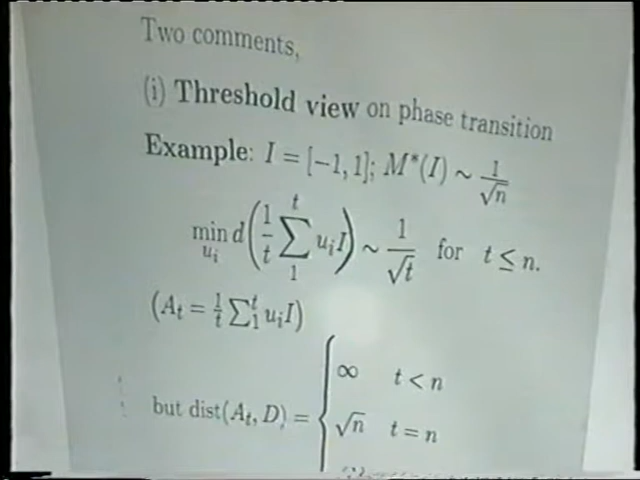 Two comments,
(i) Threshold view on phase transition
Example: I = [−1, 1]; M*(I) ~ 1/√n
min_{u_i} d(1/t ∑_1^t u_i I) ~ 1/√t for t ≤ n.
(A_t = 1/t ∑_1^t u_i I)
but dist(A_t, D) = { ∞ t < n
√n t = n